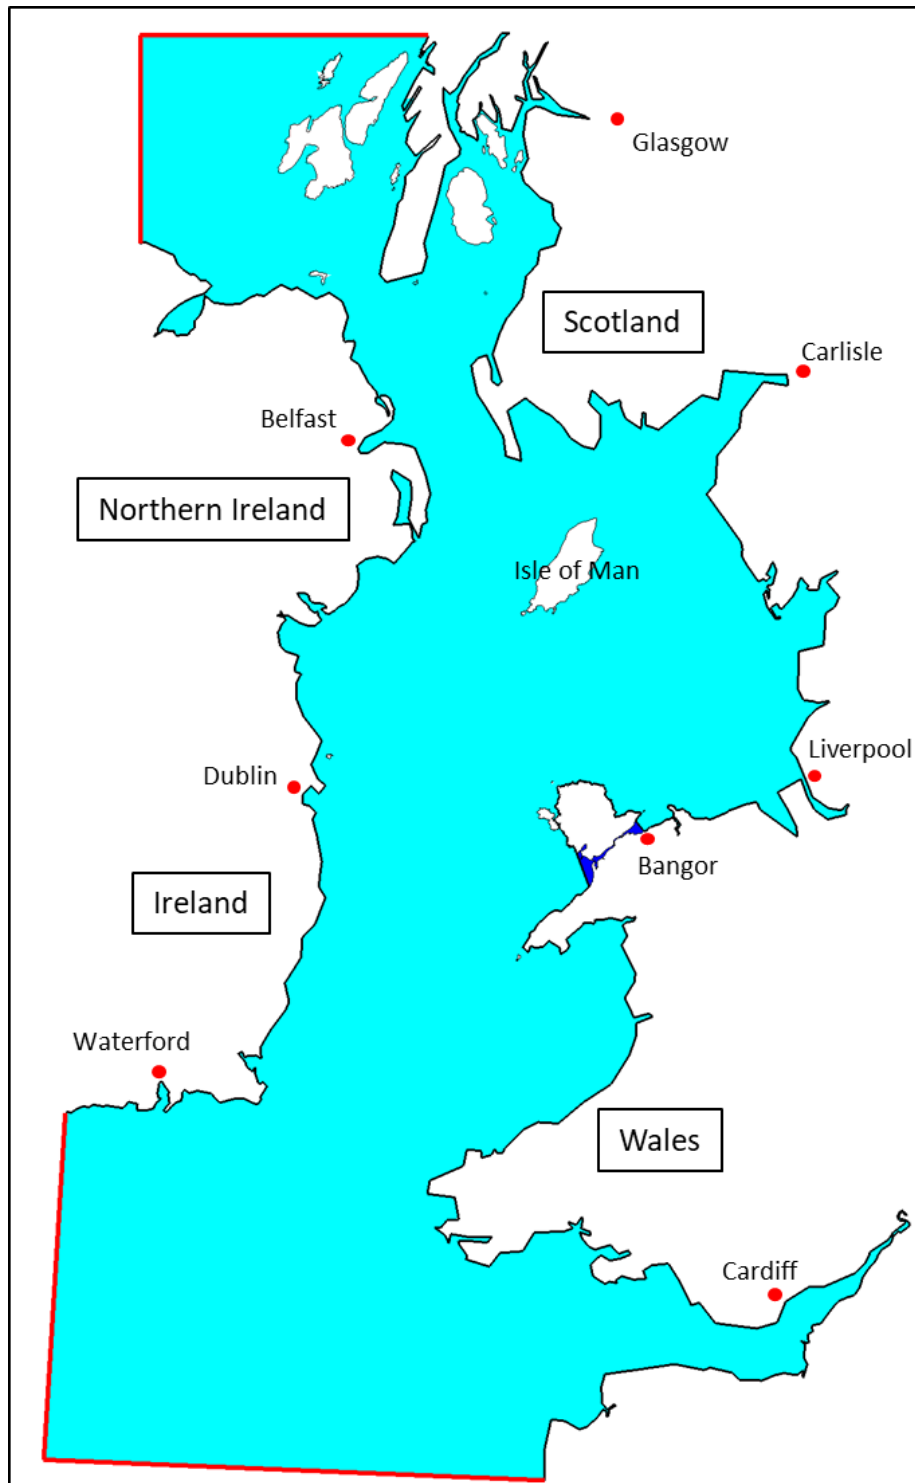 Glasgow
Scotland
Carlisle
Belfast
Northern Ireland
Isle of Man
Liverpool
Dublin
Bangor
Ireland
Waterford
Wales
Cardiff